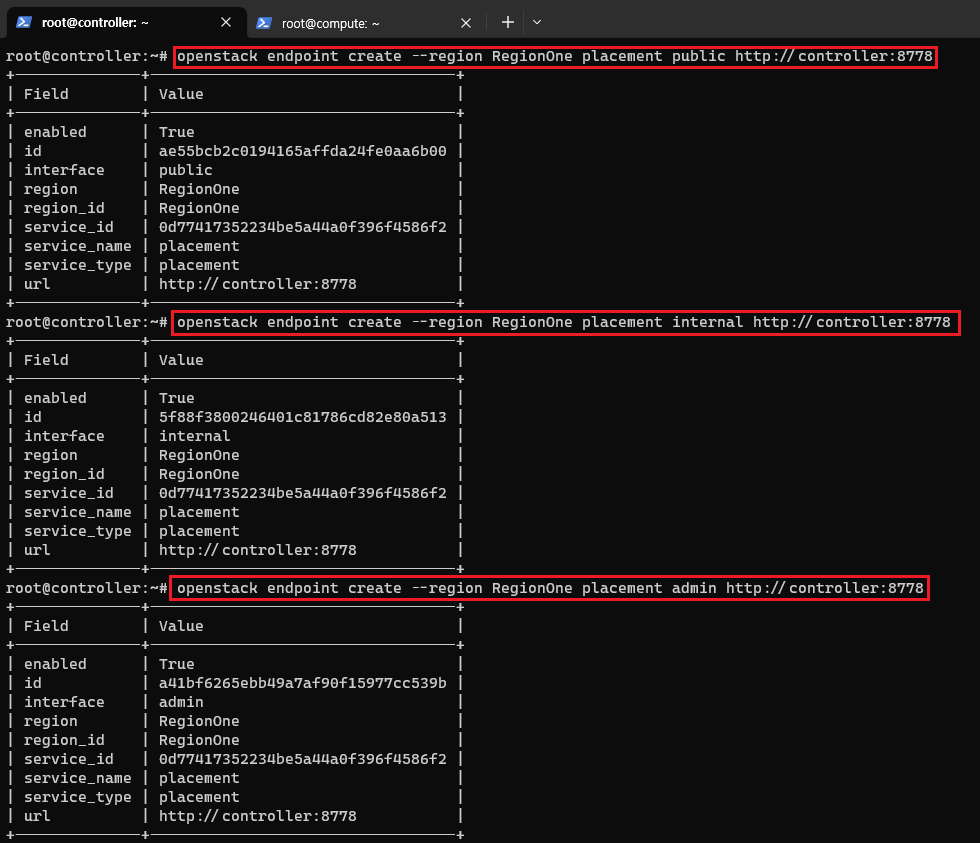 root@controller: ~
root@compute: ~
root@controller:~# openstack endpoint create --region RegionOne placement public http://controller:8778
+---------------+----------------------------------+
| Field | Value |
+---------------+----------------------------------+
| enabled | True |
| id | ae55bcb2c0194165affda24fe0aa6b00 |
| interface | public |
| region | RegionOne |
| region_id | RegionOne |
| service_id | 0d77417352234be5a44a0f396f4586f2 |
| service_name | placement |
| service_type | placement |
| url | http://controller:8778 |
+---------------+----------------------------------+
root@controller:~# openstack endpoint create --region RegionOne placement internal http://controller:8778
+---------------+----------------------------------+
| Field | Value |
+---------------+----------------------------------+
| enabled | True |
| id | 5f88f3800246401c81786cd82e80a513 |
| interface | internal |
| region | RegionOne |
| region_id | RegionOne |
| service_id | 0d77417352234be5a44a0f396f4586f2 |
| service_name | placement |
| service_type | placement |
| url | http://controller:8778 |
+---------------+----------------------------------+
root@controller:~# openstack endpoint create --region RegionOne placement admin http://controller:8778
+---------------+----------------------------------+
| Field | Value |
+---------------+----------------------------------+
| enabled | True |
| id | a41bf6265ebb49a7af90f15977cc539b |
| interface | admin |
| region | RegionOne |
| region_id | RegionOne |
| service_id | 0d77417352234be5a44a0f396f4586f2 |
| service_name | placement |
| service_type | placement |
| url | http://controller:8778 |
+---------------+----------------------------------+